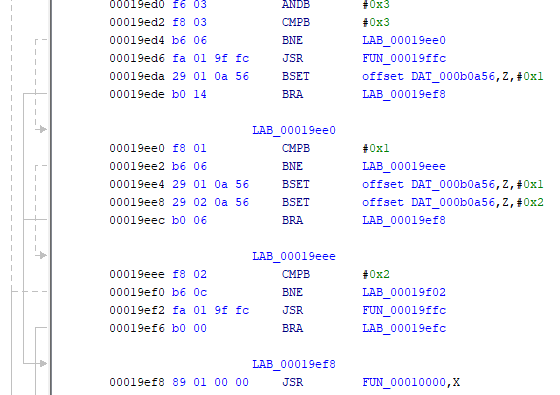 00019ed0 f6 03 ANDB #0x3
00019ed2 f8 03 CMPB #0x3
00019ed4 b6 06 BNE LAB_00019ee0
00019ed6 fa 01 9f fc JSR FUN_00019ffc
00019eda 29 01 0a 56 BSET offset DAT_000b0a56,Z,#0x1
00019ede b0 14 BRA LAB_00019ef8
LAB_00019ee0
00019ee0 f8 01 CMPB #0x1
00019ee2 b6 06 BNE LAB_00019eee
00019ee4 29 01 0a 56 BSET offset DAT_000b0a56,Z,#0x1
00019ee8 29 02 0a 56 BSET offset DAT_000b0a56,Z,#0x2
00019eec b0 06 BRA LAB_00019ef8
LAB_00019eee
00019eee f8 02 CMPB #0x2
00019ef0 b6 0c BNE LAB_00019f02
00019ef2 fa 01 9f fc JSR FUN_00019ffc
00019ef6 b0 00 BRA LAB_00019efc
LAB_00019ef8
00019ef8 89 01 00 00 JSR FUN_00010000,X